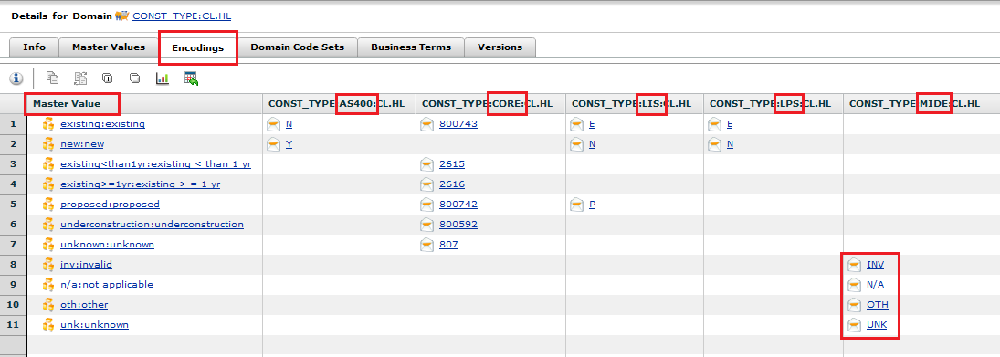 Details for Domain CONST_TYPE:CL.HL
Info Master Values Encodings Domain Code Sets Business Terms Versions
Master Value CONST_TYPE:AS400:CL.HL CONST_TYPE:CORE:CL.HL CONST_TYPE:LIS:CL.HL CONST_TYPE:LPS:CL.HL CONST_TYPE:MIDE:CL.HL
1 existing:existing N 800743 E E
2 new:new Y N N
3 existing<than1yr:existing < than 1 yr 2615
4 existing>=1yr:existing > = 1 yr 2616
5 proposed:proposed 800742 P
6 underconstruction:underconstruction 800592
7 unknown:unknown 807
8 inv:invalid INV
9 n/a:not applicable N/A
10 oth:other OTH
11 unk:unknown UNK